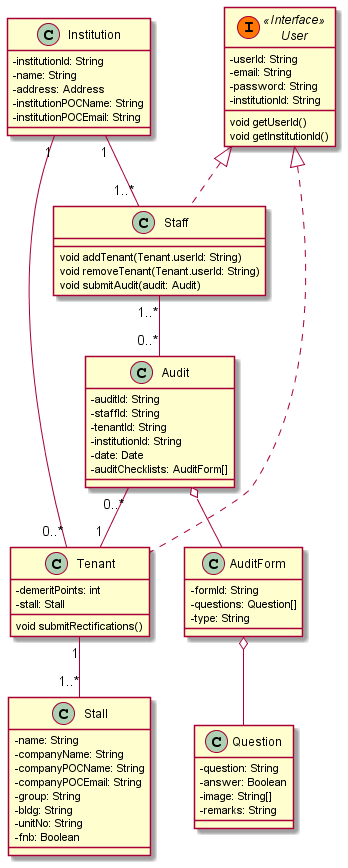 C Institution
-institutionId: String
-name: String
-address: Address
-institutionPOCName: String
-institutionPOCEmail: String
I «Interface»
User
-userId: String
-email: String
-password: String
-institutionId: String
void getUserId()
void getInstitutionId()
1
1
1..*
C Staff
void addTenant(Tenant.userId: String)
void removeTenant(Tenant.userId: String)
void submitAudit(audit: Audit)
1..*
0..*
C Audit
-auditId: String
-staffId: String
-tenantId: String
-institutionId: String
-date: Date
-auditChecklists: AuditForm[]
0..*
0..*
1
C Tenant
-demeritPoints: int
-stall: Stall
void submitRectifications()
C AuditForm
-formId: String
-questions: Question[]
-type: String
1
1..*
C Stall
-name: String
-companyName: String
-companyPOCName: String
-companyPOCEmail: String
-group: String
-bldg: String
-unitNo: String
-fnb: Boolean
C Question
-question: String
-answer: Boolean
-image: String[]
-remarks: String